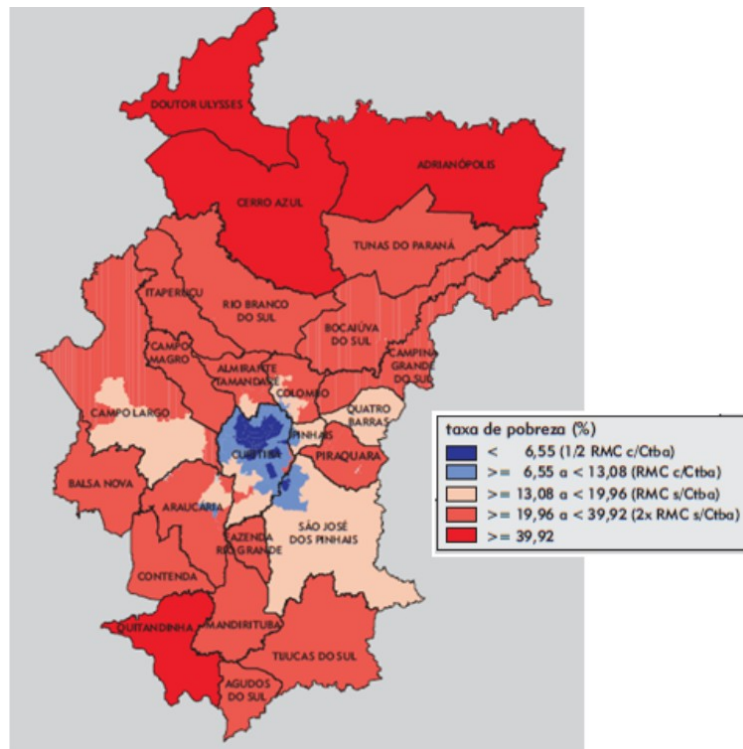 DOUTOR ULYSSES
ADRIANÓPOLIS
CERRO AZUL
TUNAS DO PARANÁ
ITAPERUÇU
RIO BRANCO
DO SUL
BOCAIÚVA
DO SUL
CAMPO
MAGRO
CAMPINA
GRANDE
DO SUL
ALMIRANTE
TAMANDARÉ
COLOMBO
CAMPO LARGO
QUATRO
BARRAS
PINHAIS
CURITIBA
PIRAQUARA
BALSA NOVA
ARAUCÁRIA
SÃO JOSÉ
DOS PINHAIS
FAZENDA
RIO GRANDE
CONTENDA
QUITANDINHA
MANDIRITUBA
TIJUCAS DO SUL
AGUDOS
DO SUL
taxa de pobreza (%)
< 6,55 (1/2 RMC c/Ctba)
>= 6,55 a < 13,08 (RMC c/Ctba)
>= 13,08 a < 19,96 (RMC s/Ctba)
>= 19,96 a < 39,92 (2x RMC s/Ctba)
>= 39,92